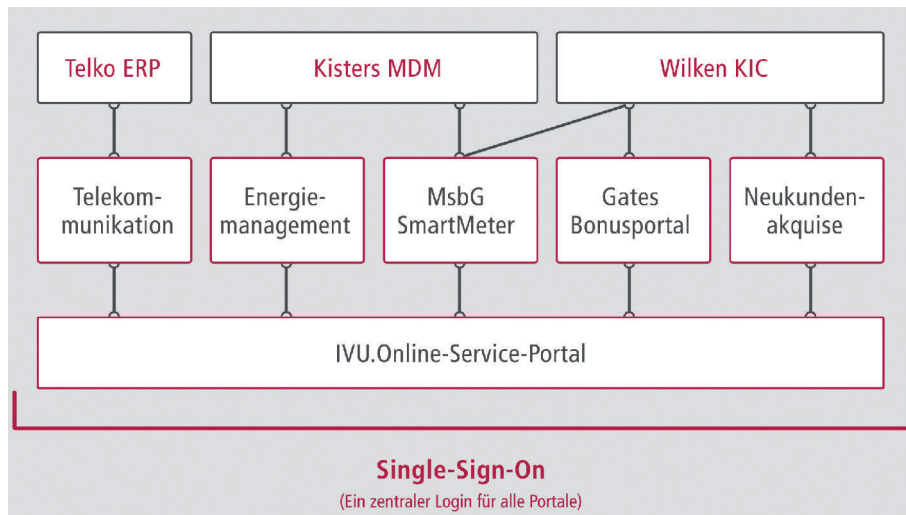 Telko ERP
Kisters MDM
Wilken KIC
Telekom-
munikation
Energie-
management
MsbG
SmartMeter
Gates
Bonusportal
Neukunden-
akquise
IVU.Online-Service-Portal
Single-Sign-On
(Ein zentraler Login für alle Portale)